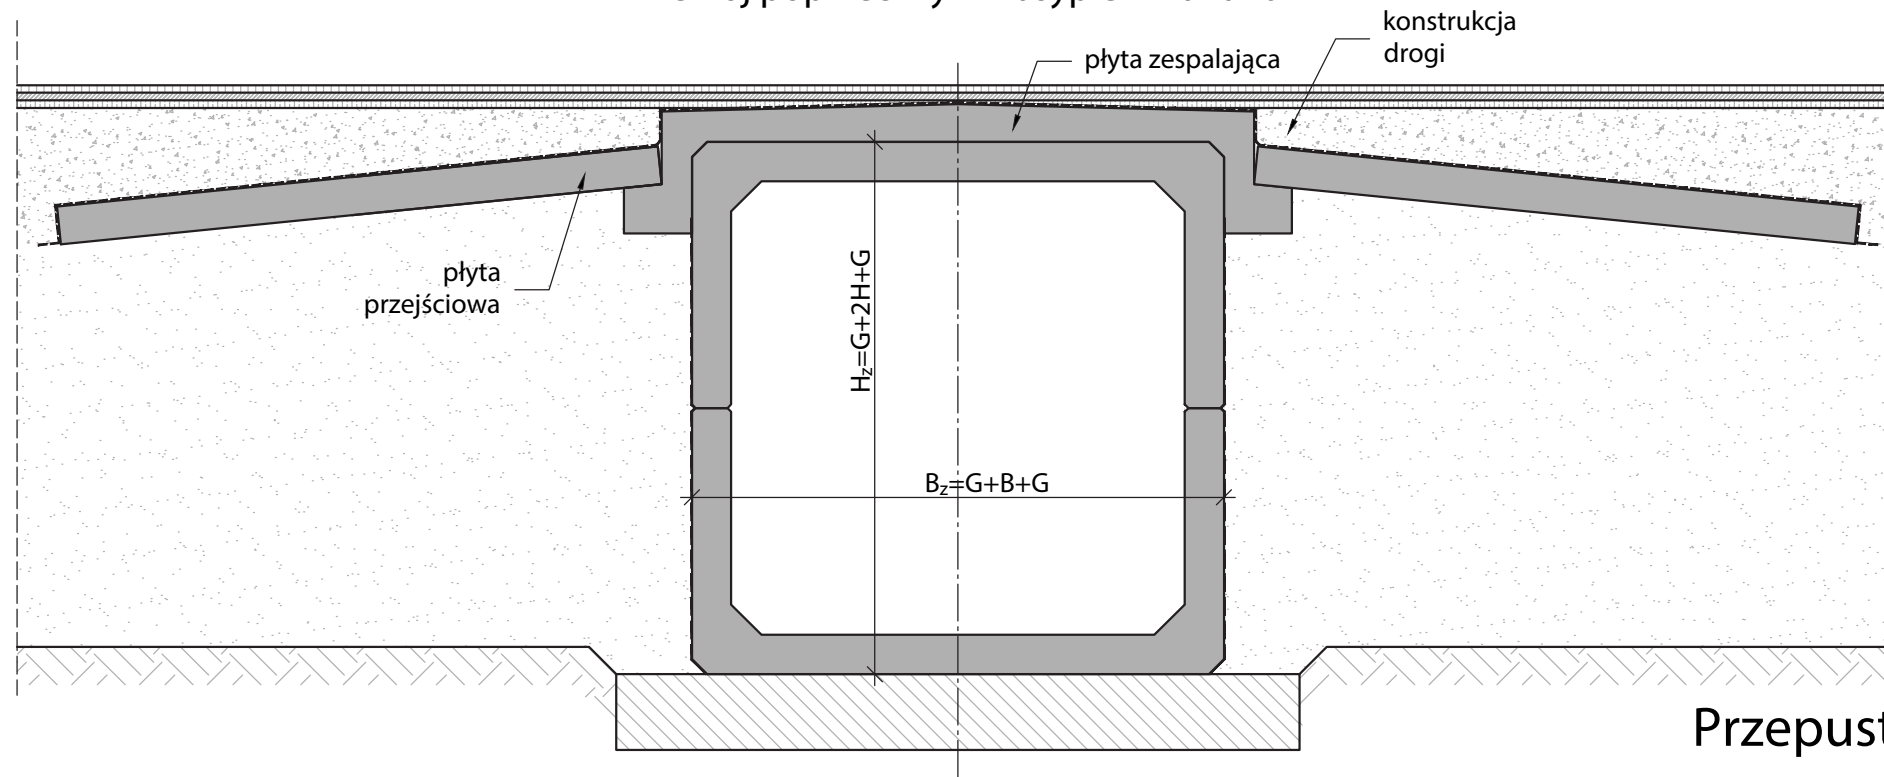 konstrukcja
drogi
płyta zespalająca
płyta
przejściowa
Hz=G+2H+G
Bz=G+B+G
Przepust